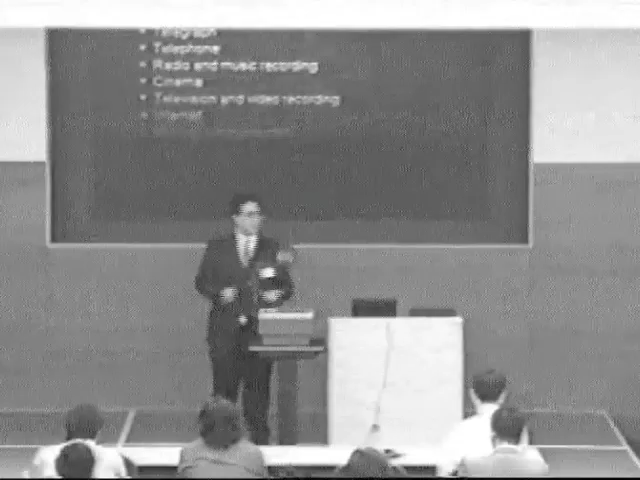 • Telegraph
• Telephone
• Radio and music recording
• Cinema
• Television and video recording
• Internet